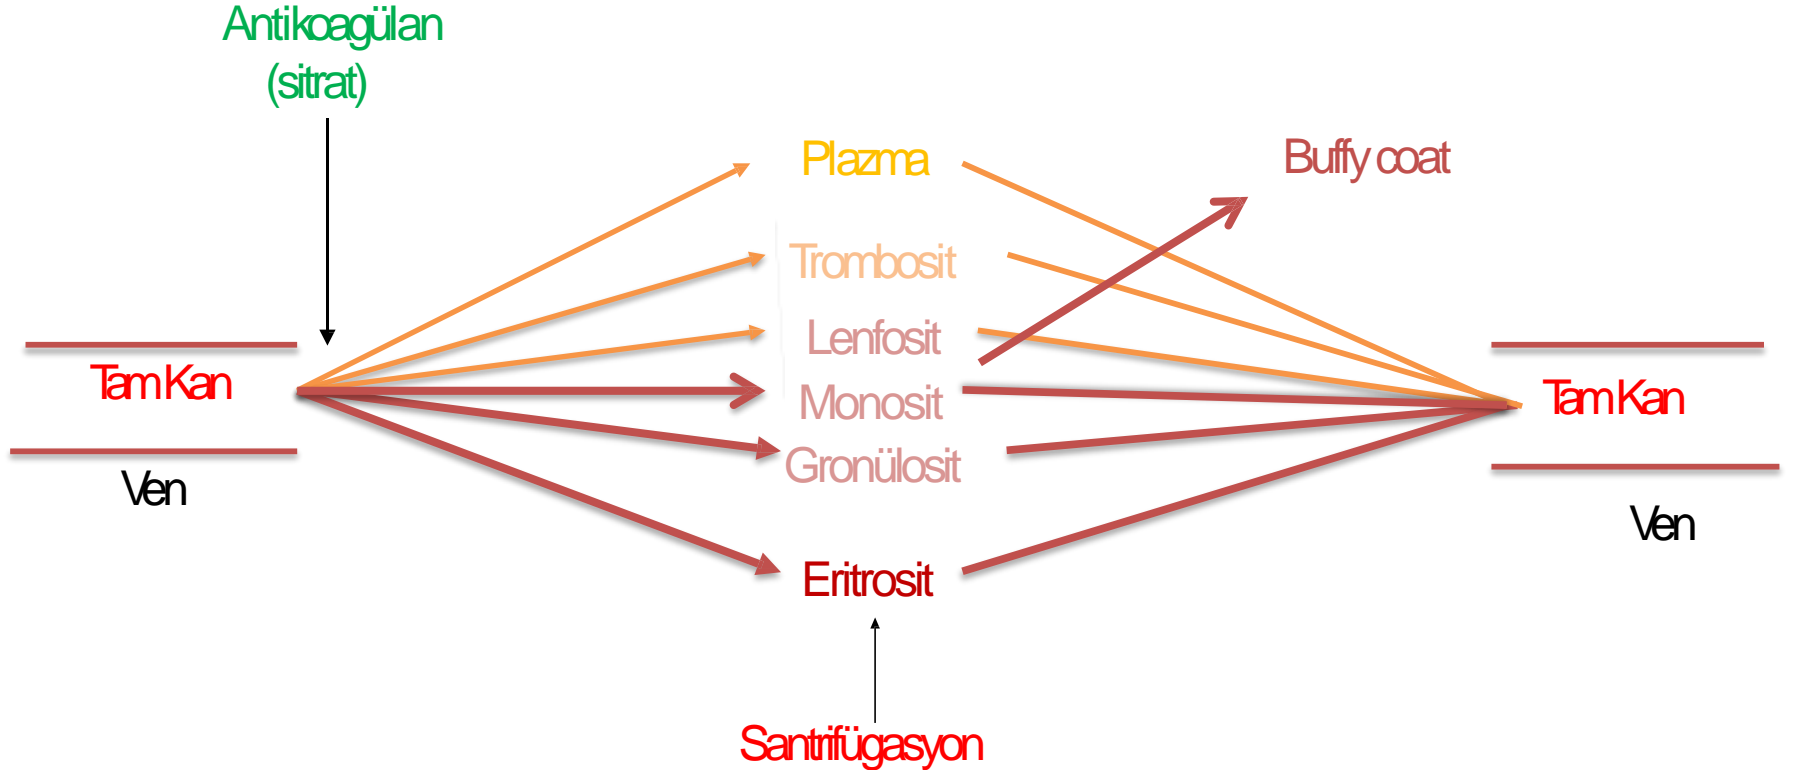 Antikoagülan
(sitrat)
Plazma
Buffy coat
Trombosit
Lenfosit
Tam Kan
Monosit
Tam Kan
Gronülosit
Ven
Ven
Eritrosit
Santrifügasyon